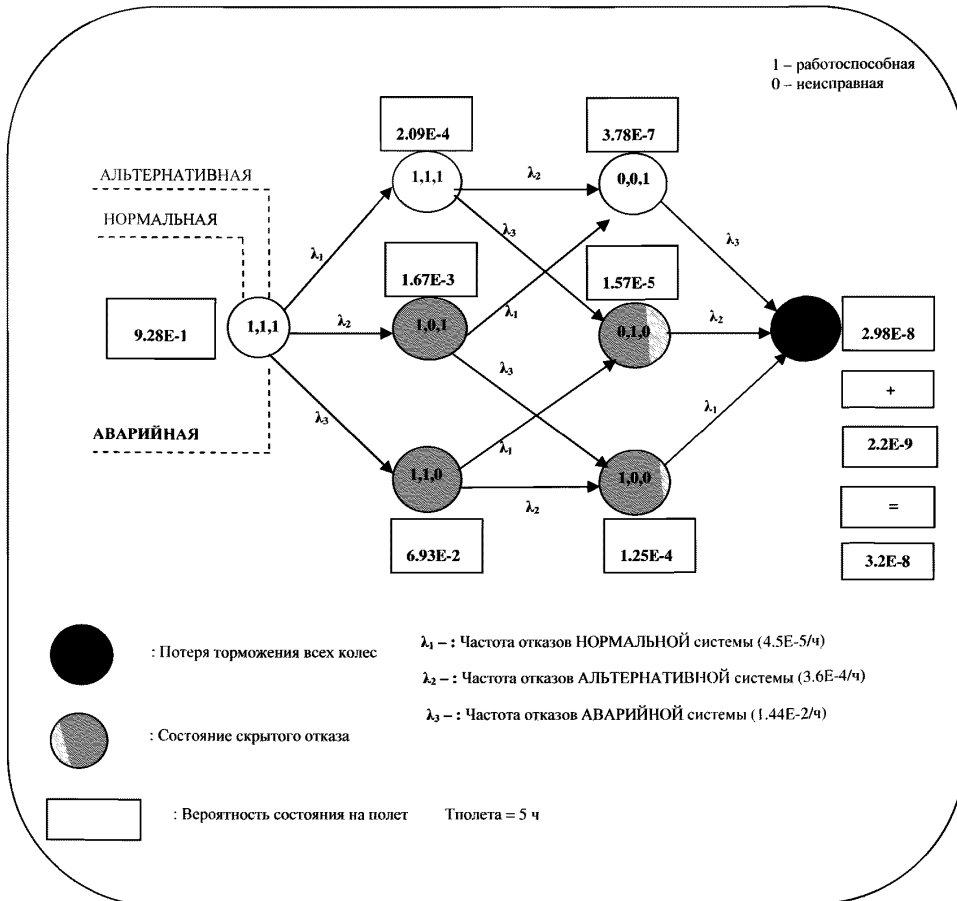 1 – работоспособная
0 – неисправная
2.09E-4
3.78E-7
АЛЬТЕРНАТИВНАЯ
1,1,1
λ₂
0,0,1
НОРМАЛЬНАЯ
λ₁
λ₃
λ₃
1.67E-3
1.57E-5
9.28E-1
1,1,1
λ₂
1,0,1
λ₁
0,1,0
λ₂
2.98E-8
λ₃
+
λ₃
λ₁
λ₁
АВАРИЙНАЯ
2.2E-9
1,1,0
λ₂
1,0,0
=
6.93E-2
1.25E-4
3.2E-8
: Потеря торможения всех колес
λ₁ – : Частота отказов НОРМАЛЬНОЙ системы (4.5E-5/ч)
λ₂ – : Частота отказов АЛЬТЕРНАТИВНОЙ системы (3.6E-4/ч)
λ₃ – : Частота отказов АВАРИЙНОЙ системы (1.44E-2/ч)
: Состояние скрытого отказа
: Вероятность состояния на полет Тполета = 5 ч